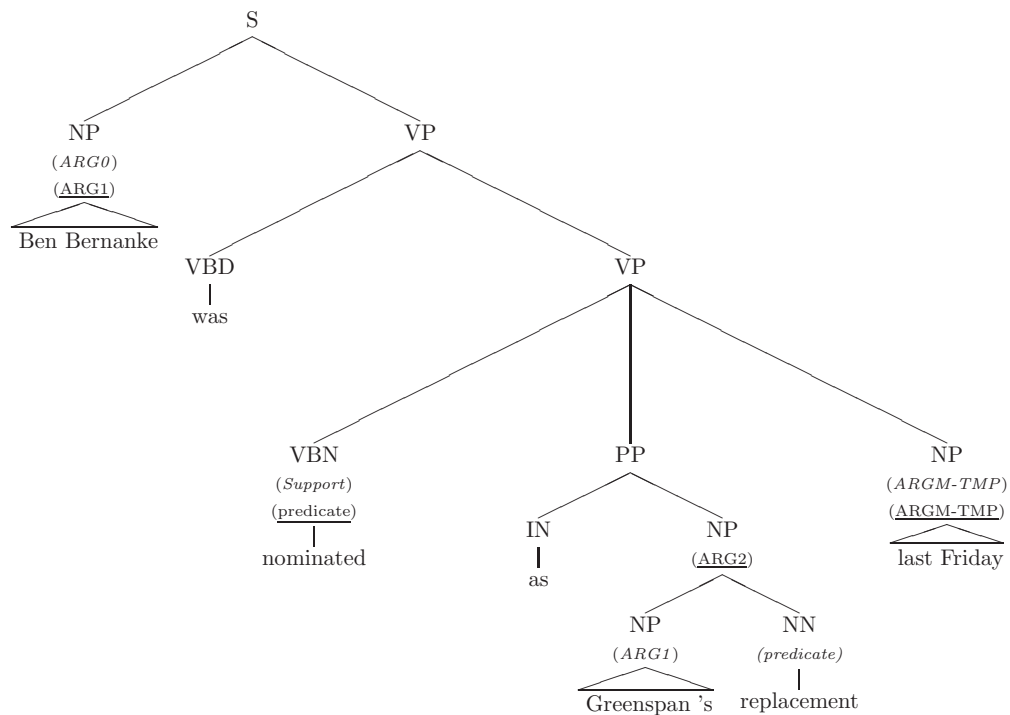 S
NP VP
(ARG0)
(ARG1)
Ben Bernanke
VBD VP
was
VBN PP NP
(Support) (ARGM-TMP)
(predicate) (ARGM-TMP)
IN NP
nominated last Friday
(ARG2)
as
NP NN
(ARG1) (predicate)
Greenspan 's replacement